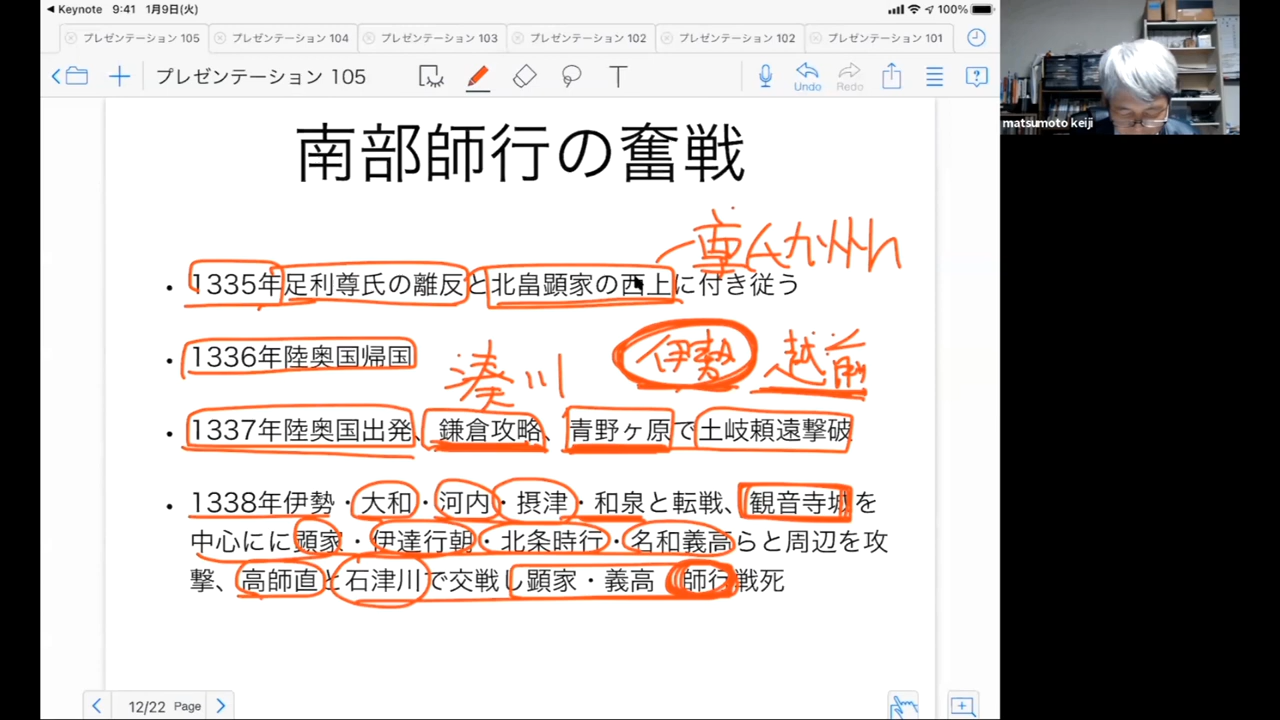 Keynote 9:41 1月9日(火) 100%
プレゼンテーション 105 プレゼンテーション 104 プレゼンテーション 103 プレゼンテーション 102 プレゼンテーション 102 プレゼンテーション 101
プレゼンテーション 105 T Undo Redo
matsumoto keiji
南部師行の奮戦
尊氏九州へ
・1335年足利尊氏の離反と北畠顕家の西上に付き従う
・1336年陸奥国帰国
湊川 伊勢 越前
・1337年陸奥国出発、鎌倉攻略、青野ヶ原で土岐頼遠撃破
・1338年伊勢・大和・河内・摂津・和泉と転戦、観音寺城を
中心にに顕家・伊達行朝・北条時行・名和義高らと周辺を攻
撃、高師直と石津川で交戦し顕家・義高 師行戦死
12/22 Page